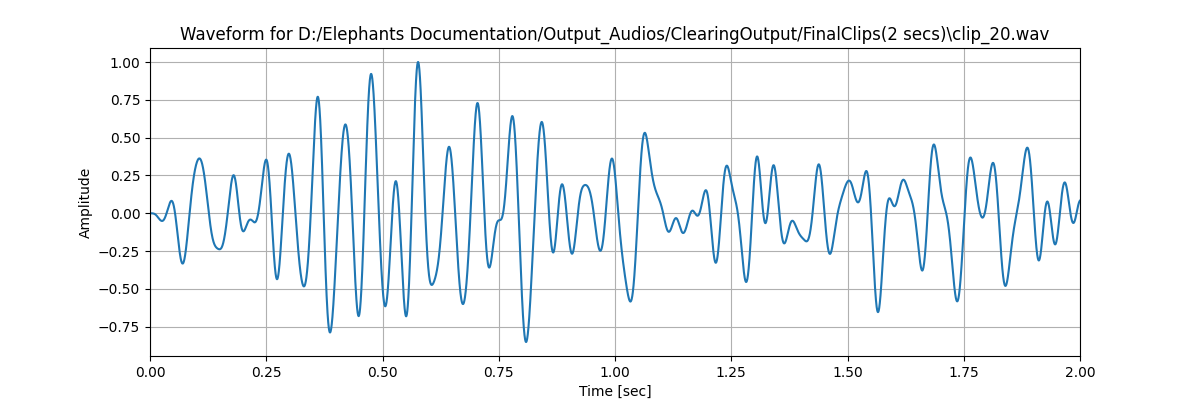 Waveform for D:/Elephants Documentation/Output_Audios/ClearingOutput/FinalClips(2 secs)\clip_20.wav
1.00
0.75
0.50
0.25
0.00
−0.25
−0.50
−0.75
Amplitude
0.00 0.25 0.50 0.75 1.00 1.25 1.50 1.75 2.00
Time [sec]